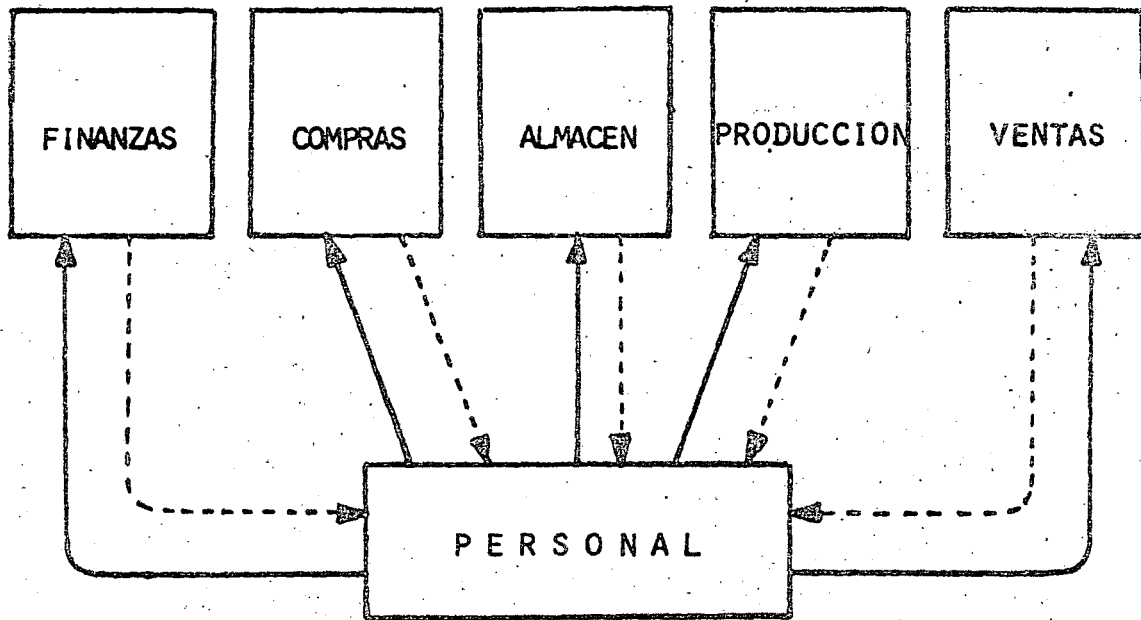 FINANZAS
COMPRAS
ALMACEN
PRODUCCION
VENTAS
PERSONAL